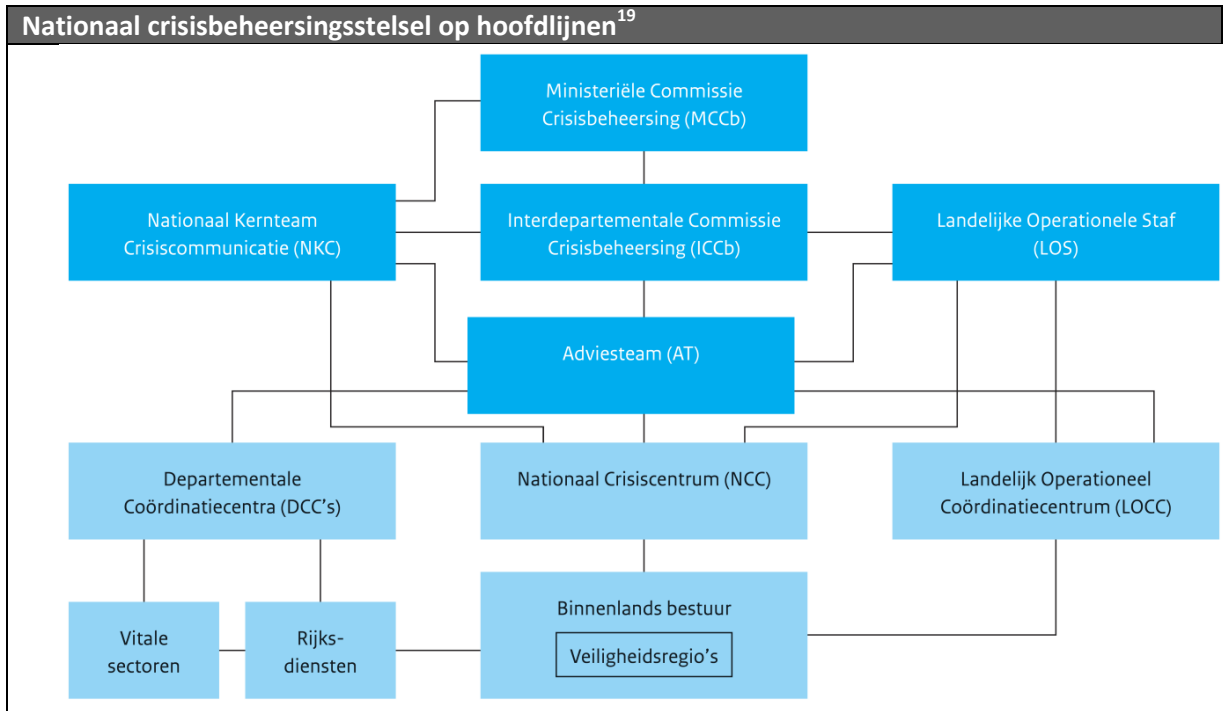 Nationaal crisisbeheersingsstelsel op hoofdlijnen19
Ministeriële Commissie
Crisisbeheersing (MCCb)
Nationaal Kernteam
Crisiscommunicatie (NKC)
Interdepartementale Commissie
Crisisbeheersing (ICCb)
Landelijke Operationele Staf
(LOS)
Adviesteam (AT)
Departementale
Coördinatiecentra (DCC's)
Nationaal Crisiscentrum (NCC)
Landelijk Operationeel
Coördinatiecentrum (LOCC)
Vitale
sectoren
Rijks-
diensten
Binnenlands bestuur
Veiligheidsregio's